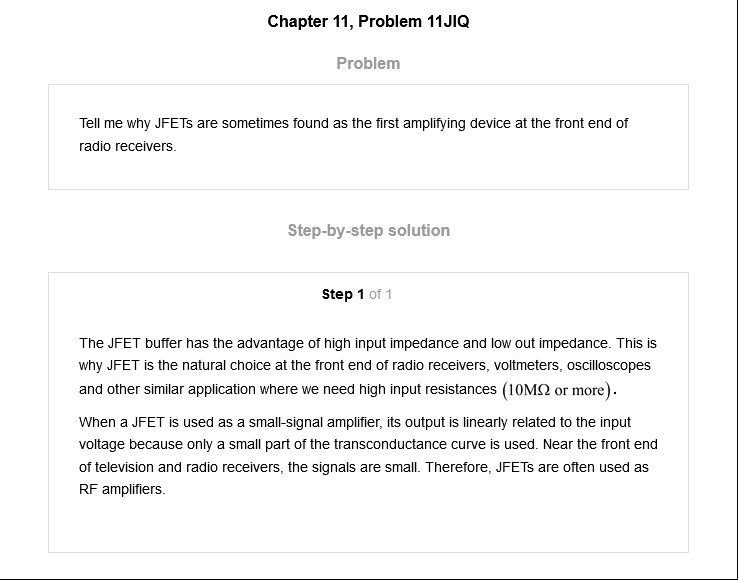 Chapter 11, Problem 11JIQ
Problem
Tell me why JFETs are sometimes found as the first amplifying device at the front end of
radio receivers.
Step-by-step solution
Step 1 of 1
The JFET buffer has the advantage of high input impedance and low out impedance. This is
why JFET is the natural choice at the front end of radio receivers, voltmeters, oscilloscopes
and other similar application where we need high input resistances (10MΩ or more).
When a JFET is used as a small-signal amplifier, its output is linearly related to the input
voltage because only a small part of the transconductance curve is used. Near the front end
of television and radio receivers, the signals are small. Therefore, JFETs are often used as
RF amplifiers.